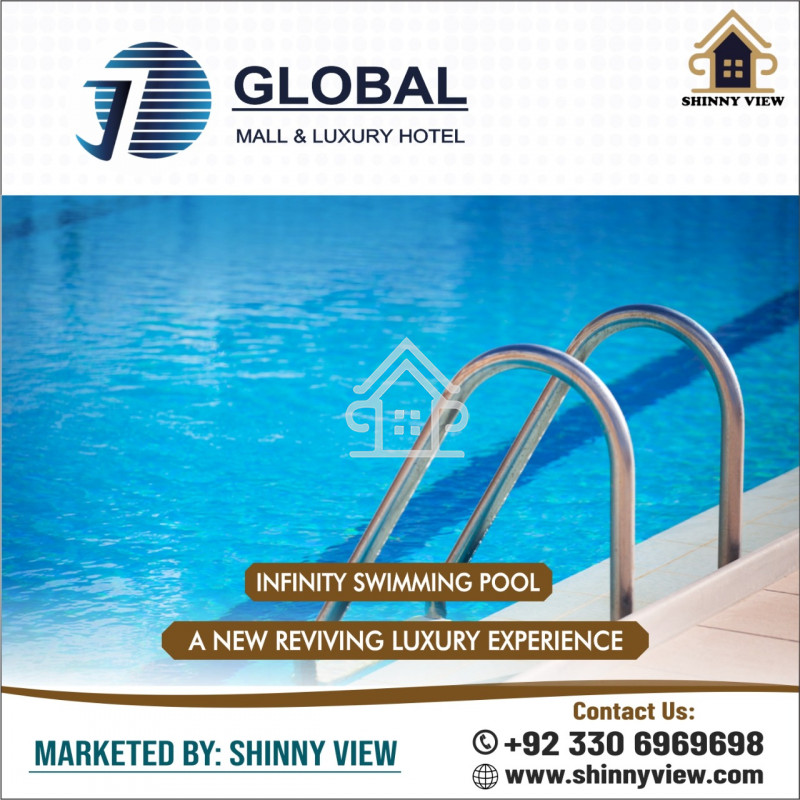 J7
GLOBAL
MALL & LUXURY HOTEL
SHINNY VIEW
INFINITY SWIMMING POOL
A NEW REVIVING LUXURY EXPERIENCE
MARKETED BY: SHINNY VIEW
Contact Us:
+92 330 6969698
www.shinnyview.com